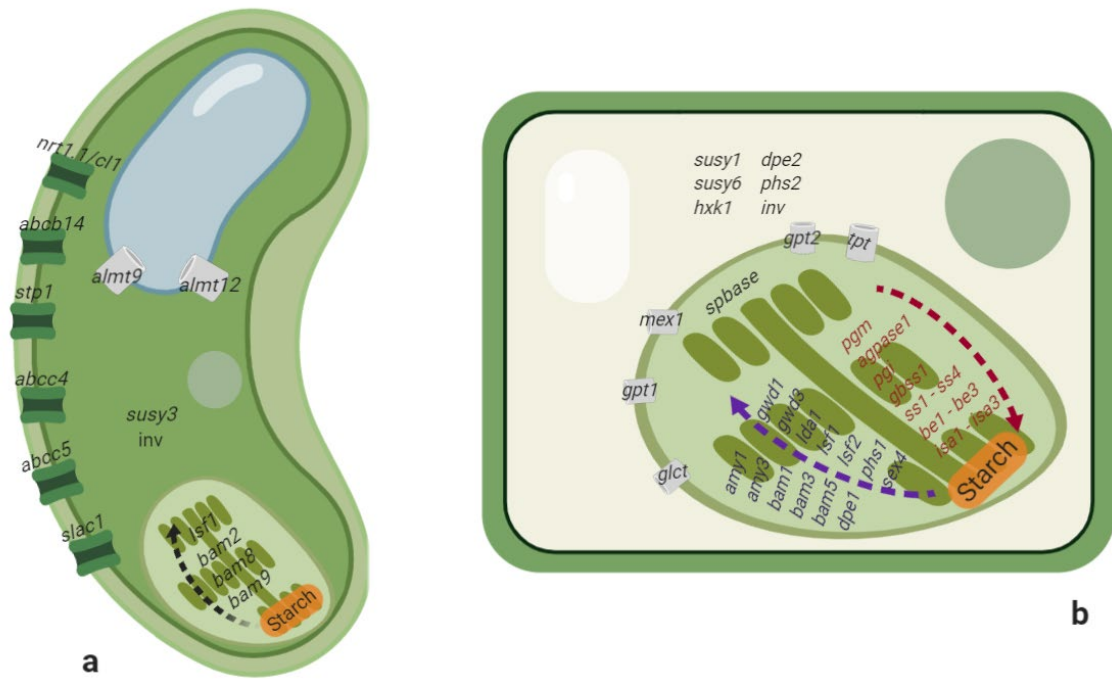 nrt1.1/cl1
abcb14
stp1
abcc4
abcc5
slac1
almt9
almt12
susy3
inv
lsf1
bam2
bam8
bam9
Starch
a
susy1 dpe2
susy6 phs2
hxk1 inv
gpt2
tpt
mex1
gpt1
glct
spbase
pgm
agpase1
pgi
gbss1
ss1 - ss4
be1 - be3
isa1 - isa3
gwd1
gwd3
lda1
lsf1
lsf2
phs1
sex4
amy1
amy3
bam1
bam3
bam5
dpe1
Starch
b